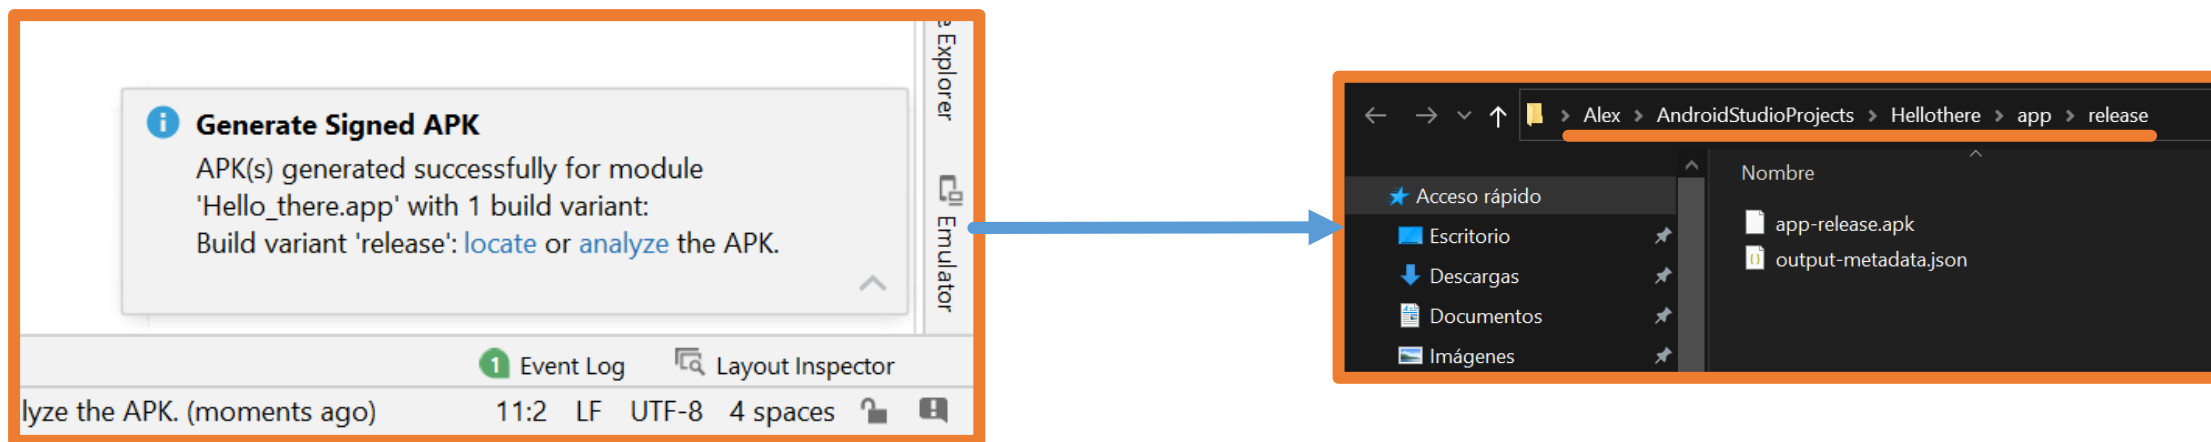 Generate Signed APK
APK(s) generated successfully for module
'Hello_there.app' with 1 build variant:
Build variant 'release': locate or analyze the APK.
Explorer
Emulator
1 Event Log Layout Inspector
lyze the APK. (moments ago) 11:2 LF UTF-8 4 spaces
> Alex > AndroidStudioProjects > Hellothere > app > release
Acceso rápido
Escritorio
Descargas
Documentos
Imágenes
Nombre
app-release.apk
output-metadata.json